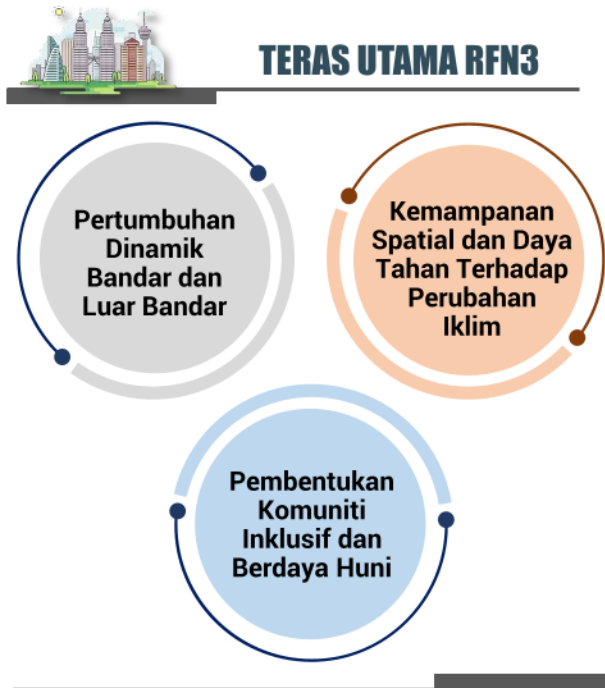 TERAS UTAMA RFN3
Pertumbuhan
Dinamik
Bandar dan
Luar Bandar
Kemampanan
Spatial dan Daya
Tahan Terhadap
Perubahan
Iklim
Pembentukan
Komuniti
Inklusif dan
Berdaya Huni